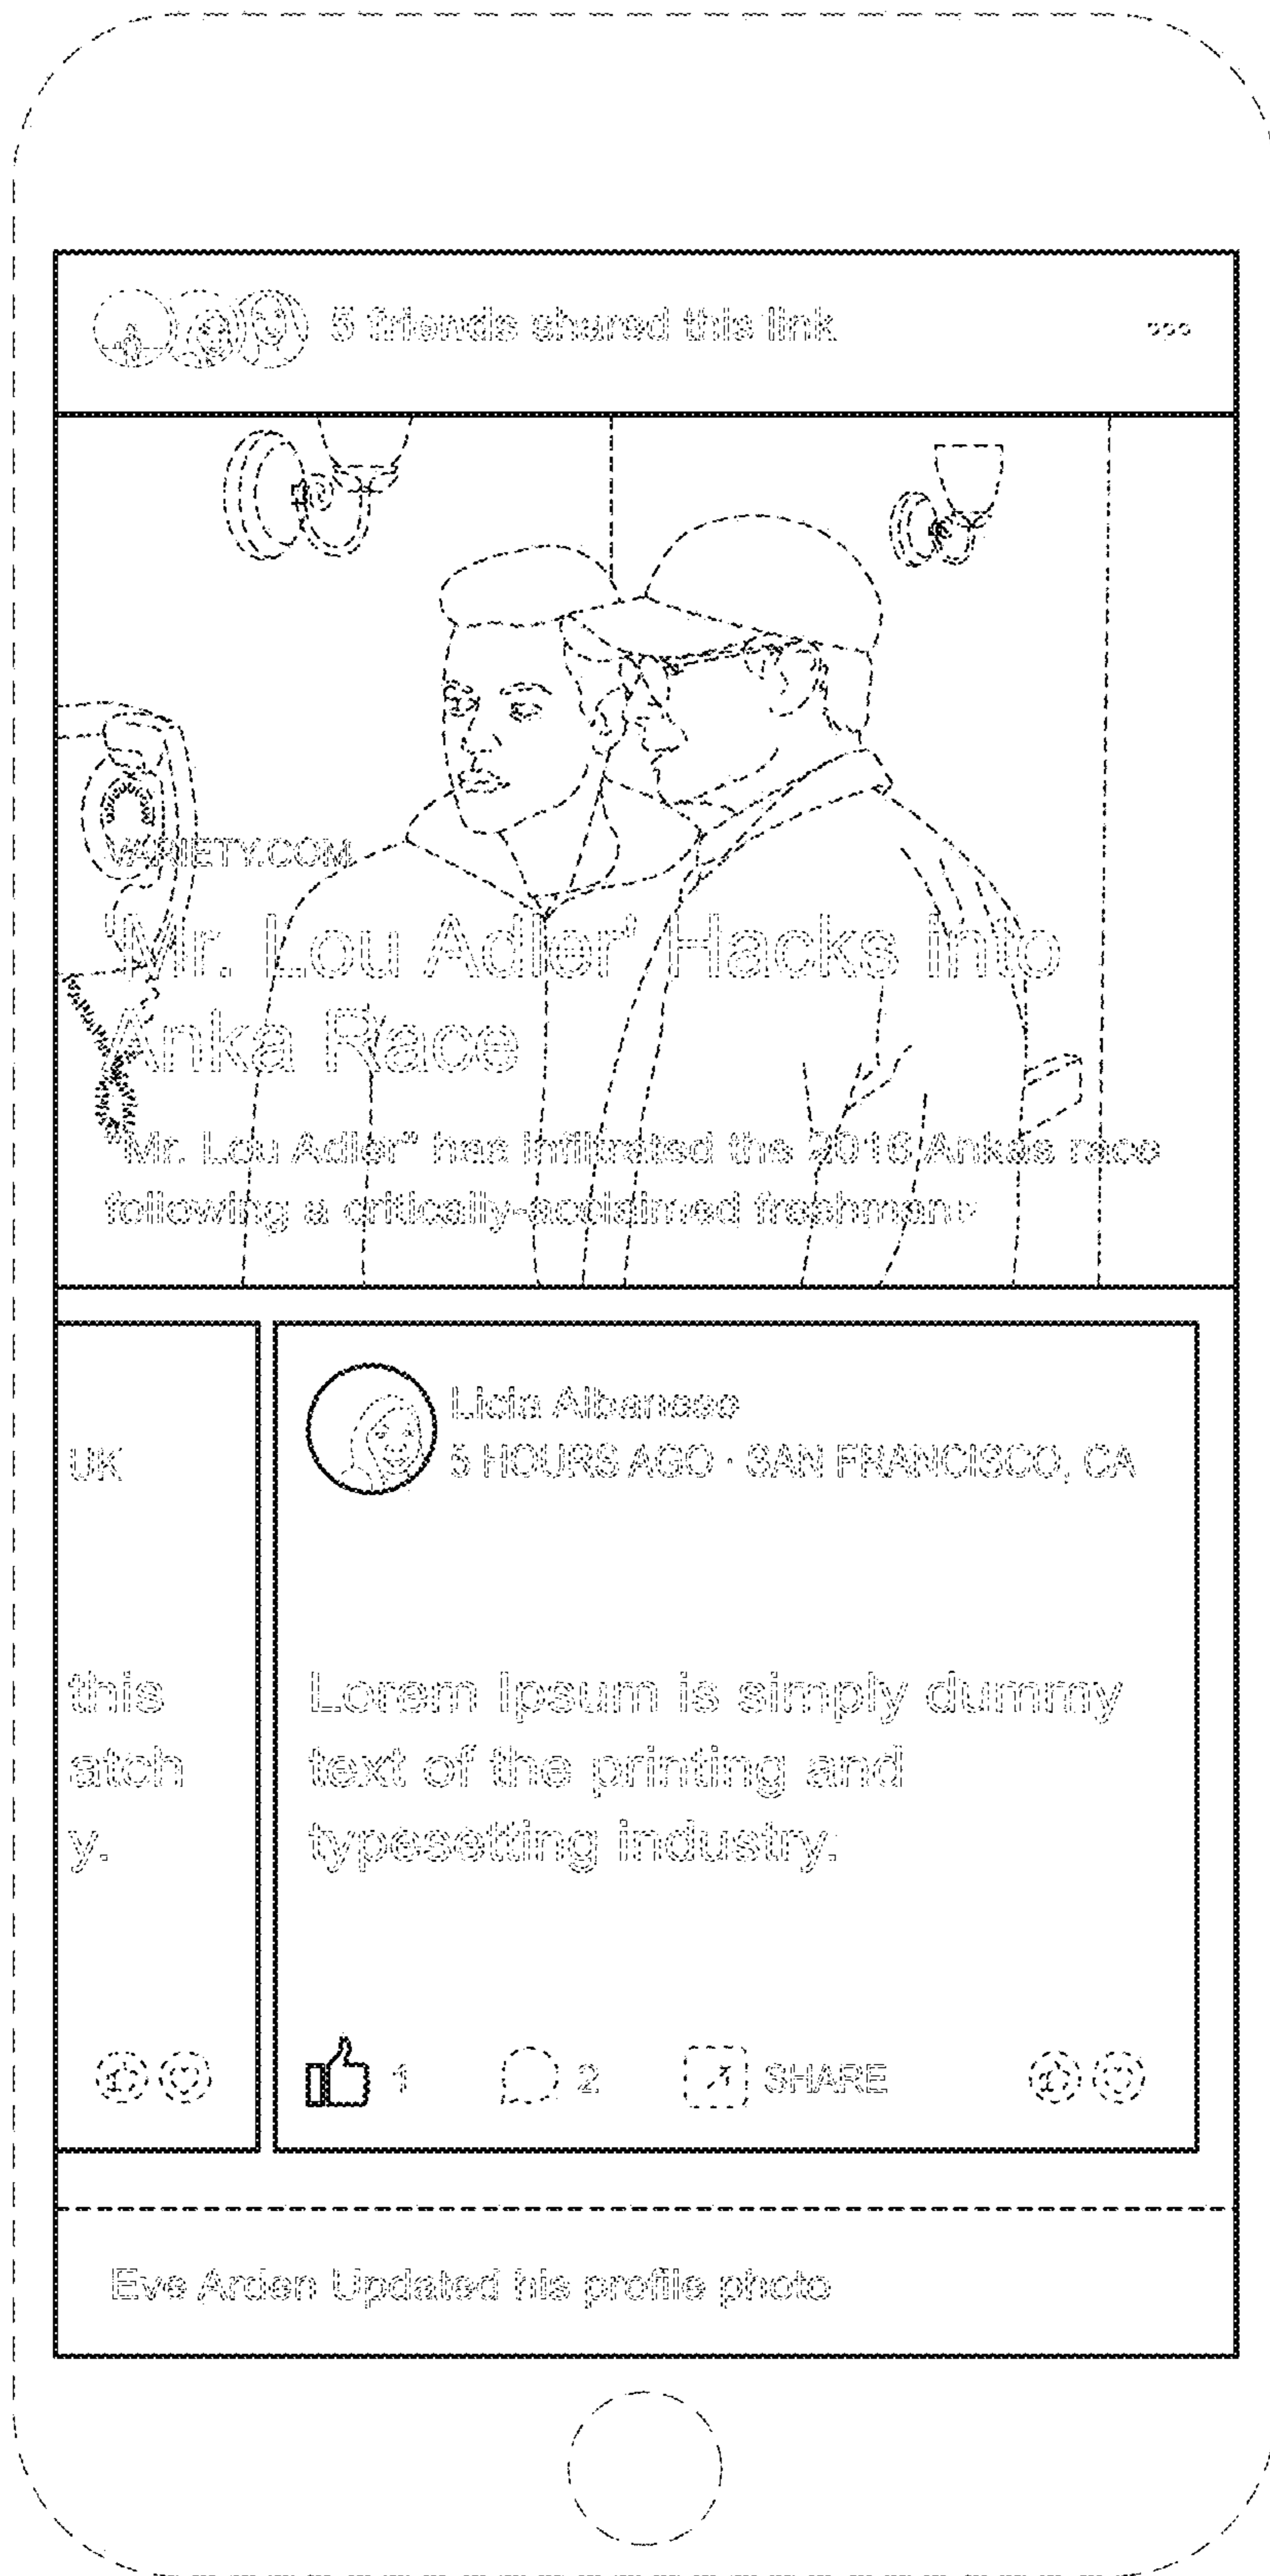 5 friends shared this link
VARIETY.COM
'Mr. Lou Adler' Hacks into
Anka Race
"Mr. Lou Adler" has infiltrated the 2016 Ankas race
following a critically-acclaimed freshman
UK
Licia Albanese
5 HOURS AGO · SAN FRANCISCO, CA
this
Lorem Ipsum is simply dummy
atch
text of the printing and
y.
typesetting industry.
1
2
SHARE
Eve Arden Updated his profile photo